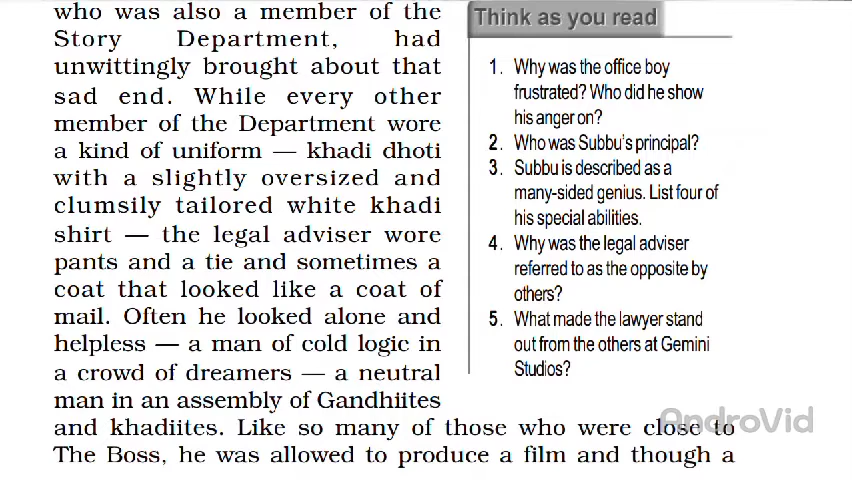 who was also a member of the
Story Department, had
unwittingly brought about that
sad end. While every other
member of the Department wore
a kind of uniform — khadi dhoti
with a slightly oversized and
clumsily tailored white khadi
shirt — the legal adviser wore
pants and a tie and sometimes a
coat that looked like a coat of
mail. Often he looked alone and
helpless — a man of cold logic in
a crowd of dreamers — a neutral
man in an assembly of Gandhiites
and khadiites. Like so many of those who were close to
The Boss, he was allowed to produce a film and though a
Think as you read
1. Why was the office boy
frustrated? Who did he show
his anger on?
2. Who was Subbu's principal?
3. Subbu is described as a
many-sided genius. List four of
his special abilities.
4. Why was the legal adviser
referred to as the opposite by
others?
5. What made the lawyer stand
out from the others at Gemini
Studios?
AndroVid